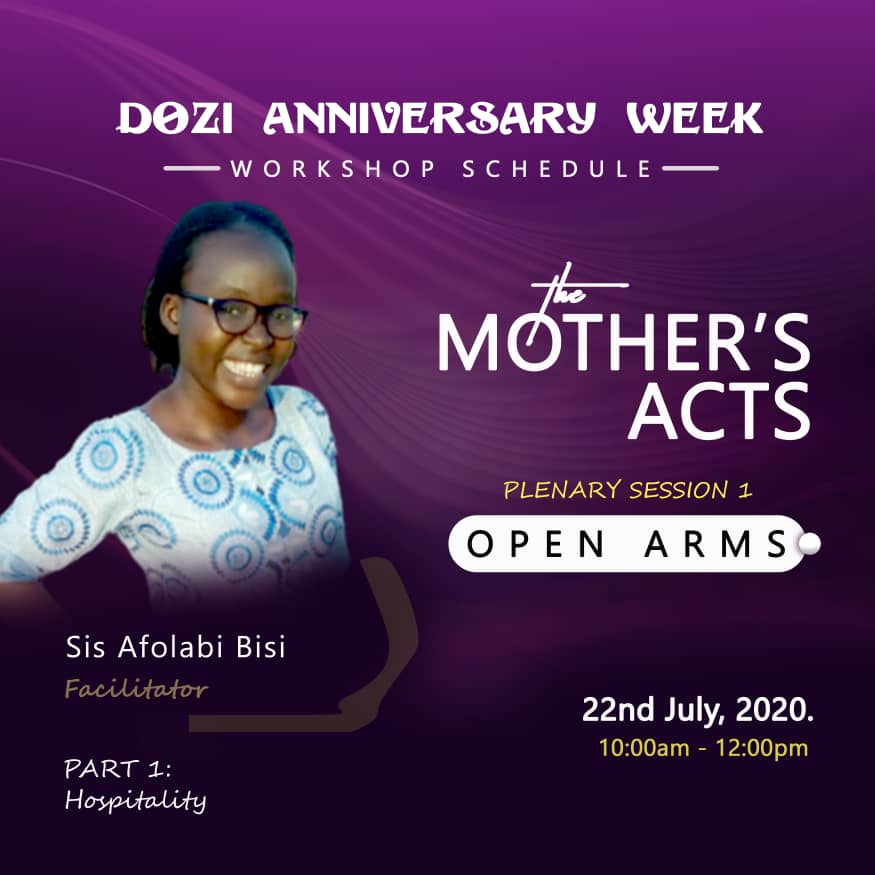 DOZI ANNIVERSARY WEEK
WORKSHOP SCHEDULE
the
MOTHER'S
ACTS
PLENARY SESSION 1
OPEN ARMS
Sis Afolabi Bisi
Facilitator
22nd July, 2020.
10:00am - 12:00pm
PART 1:
Hospitality